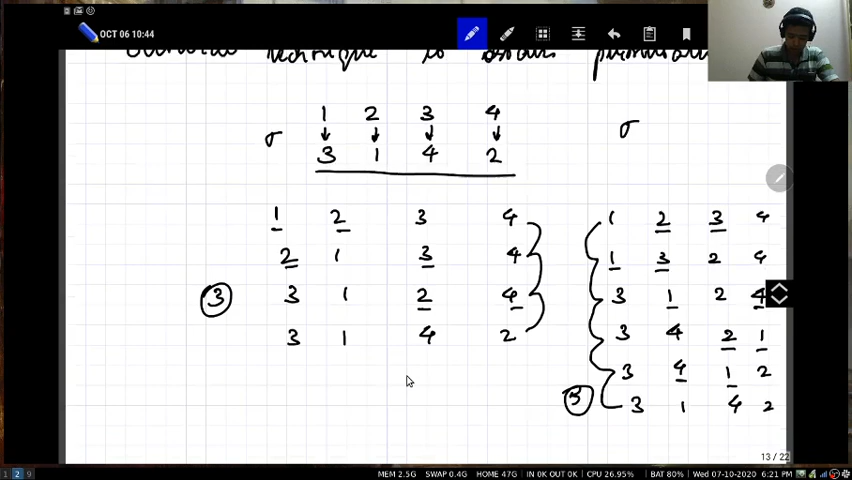 OCT 06 10:44
technique
1 2 3 4
σ ↓ ↓ ↓ ↓ σ
3 1 4 2
1 2 3 4
2 1 3 4
③ 3 1 2 4
3 1 4 2
1 2 3 4
1 3 2 4
3 1 2 4
3 4 2 1
3 4 1 2
3 1 4 2
13 / 22
1 2 9
MEM 2.5G SWAP 0.4G HOME 47G IN 0K OUT 0K CPU 26.95% BAT 80% Wed 07-10-2020 6:21 PM